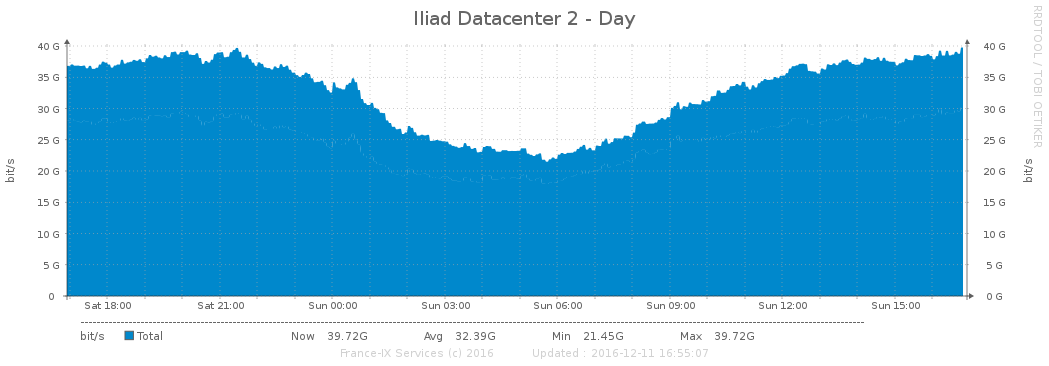 Iliad Datacenter 2 - Day
RRDTOOL / TOBI OETIKER
40 G 40 G
35 G 35 G
30 G 30 G
25 G 25 G
20 G 20 G
15 G 15 G
10 G 10 G
5 G 5 G
0 0 G
bit/s
bit/s
Sat 18:00 Sat 21:00 Sun 00:00 Sun 03:00 Sun 06:00 Sun 09:00 Sun 12:00 Sun 15:00
bit/s Total Now 39.72G Avg 32.39G Min 21.45G Max 39.72G
France-IX Services (c) 2016 Updated : 2016-12-11 16:55:07